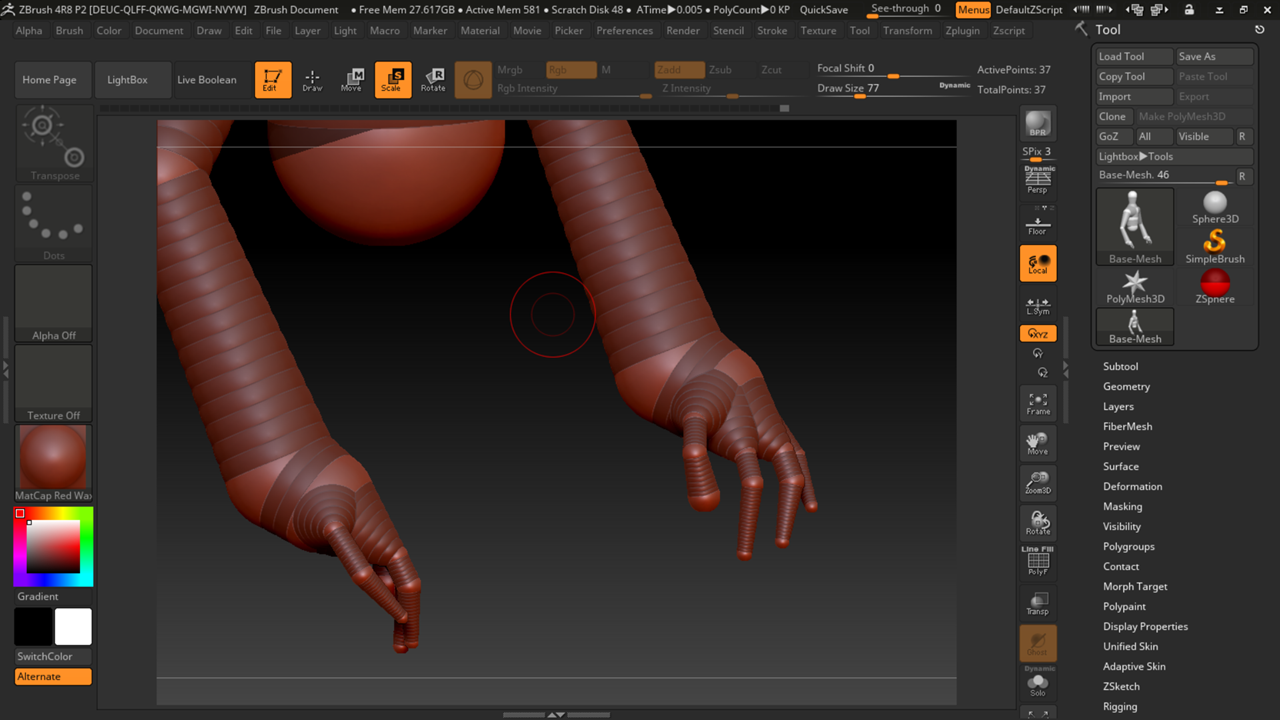 ZBrush 4R8 P2 [DEUC-QLFF-QKWG-MGWI-NVYW] ZBrush Document ● Free Mem 27.617GB ● Active Mem 581 ● Scratch Disk 48 ● ATime▶0.005 ● PolyCount▶0 KP QuickSave See-through 0 Menus DefaultZScript
Alpha Brush Color Document Draw Edit File Layer Light Macro Marker Material Movie Picker Preferences Render Stencil Stroke Texture Tool Transform Zplugin Zscript
Home Page LightBox Live Boolean Edit Draw Move Scale Rotate
Mrgb Rgb M Zadd Zsub Zcut
Rgb Intensity Z Intensity
Focal Shift 0
Draw Size 77 Dynamic
ActivePoints: 37
TotalPoints: 37
Transpose
Dots
Alpha Off
Texture Off
MatCap Red Wax
Gradient
SwitchColor
Alternate
BPR
SPix 3
Dynamic
Persp
Floor
Local
L.Sym
XYZ
Y
Z
Frame
Move
Zoom3D
Rotate
Line Fill
PolyF
Transp
Ghost
Dynamic
Solo
Tool
Load Tool Save As
Copy Tool Paste Tool
Import Export
Clone Make PolyMesh3D
GoZ All Visible R
Lightbox▶Tools
Base-Mesh. 46 R
Base-Mesh
Sphere3D
SimpleBrush
PolyMesh3D ZSphere
Base-Mesh
Subtool
Geometry
Layers
FiberMesh
Preview
Surface
Deformation
Masking
Visibility
Polygroups
Contact
Morph Target
Polypaint
Display Properties
Unified Skin
Adaptive Skin
ZSketch
Rigging